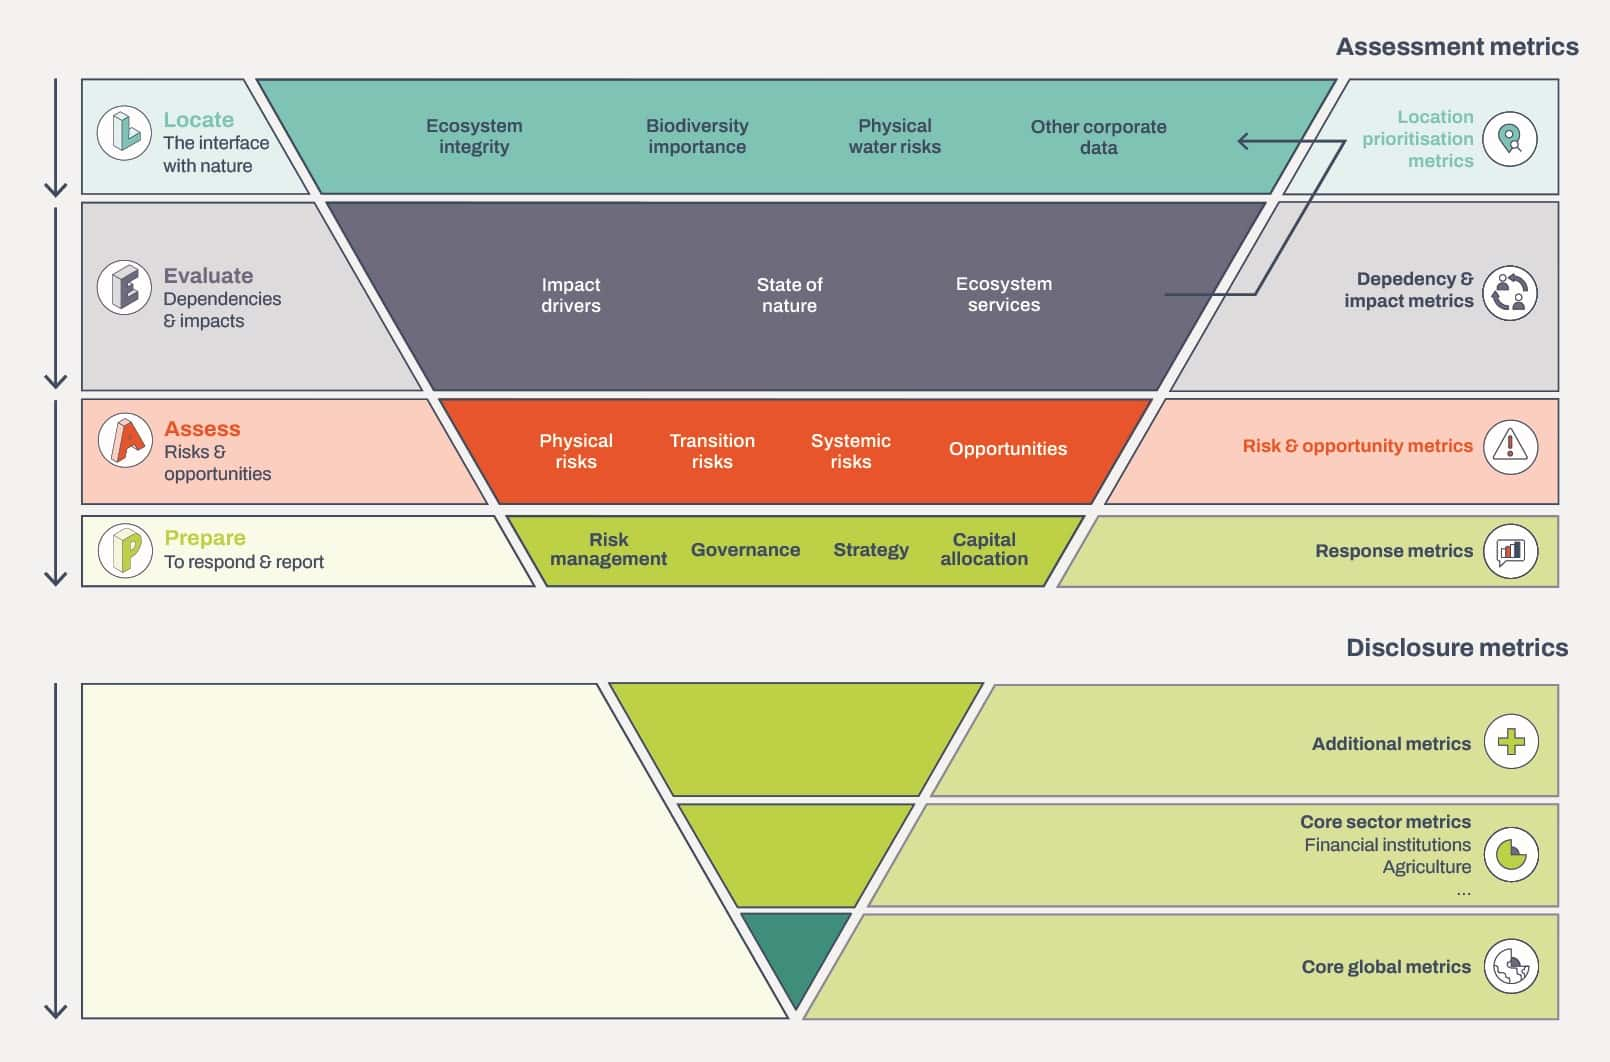 Assessment metrics
L
Locate
The interface
with nature
Ecosystem
integrity
Biodiversity
importance
Physical
water risks
Other corporate
data
Location
prioritisation
metrics
E
Evaluate
Dependencies
& impacts
Impact
drivers
State of
nature
Ecosystem
services
Depedency &
impact metrics
A
Assess
Risks &
opportunities
Physical
risks
Transition
risks
Systemic
risks
Opportunities
Risk & opportunity metrics
P
Prepare
To respond & report
Risk
management
Governance
Strategy
Capital
allocation
Response metrics
Disclosure metrics
Additional metrics
Core sector metrics
Financial institutions
Agriculture
...
Core global metrics